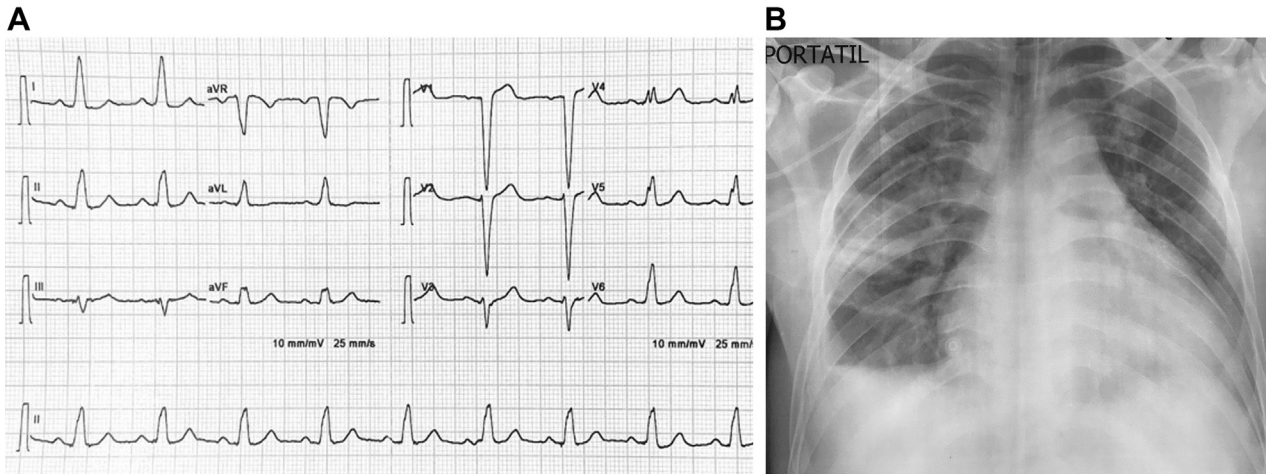 A
B
PORTATIL
I
aVR
V1
V4
II
aVL
V2
V5
III
aVF
V3
V6
10 mm/mV 25 mm/s
10 mm/mV 25 mm/
II